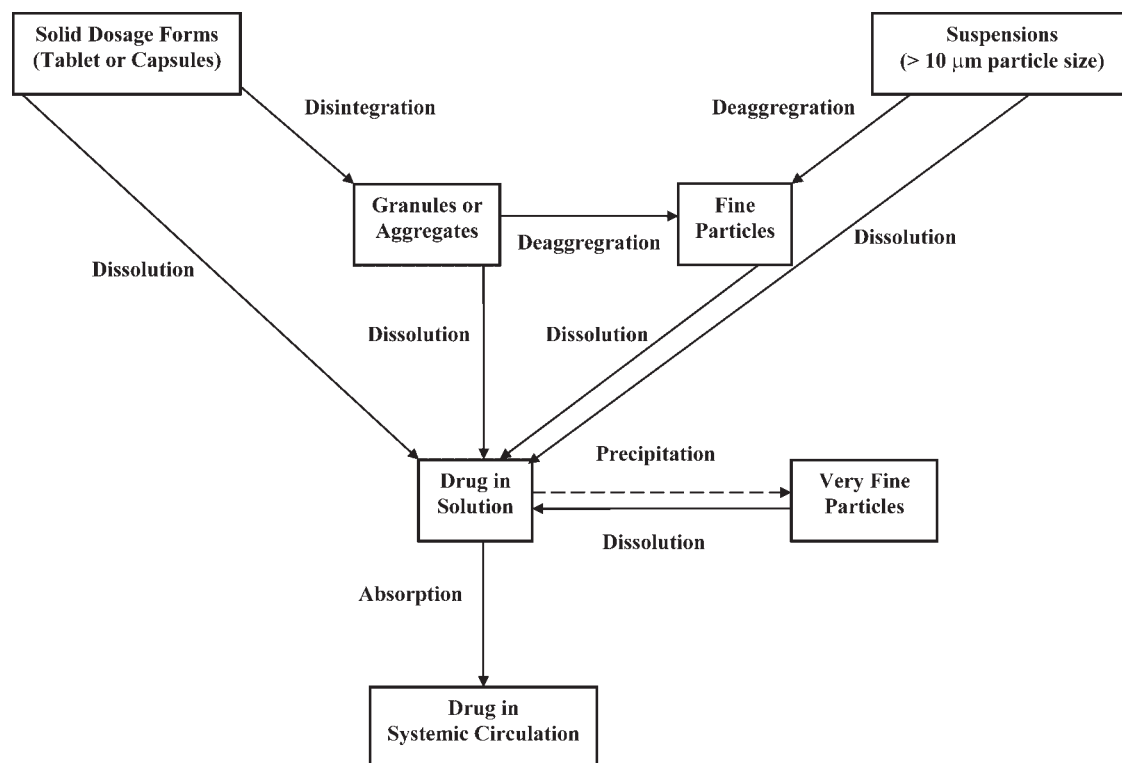 Solid Dosage Forms
(Tablet or Capsules)
Suspensions
(> 10 μm particle size)
Disintegration
Deaggregration
Granules or
Aggregates
Deaggregration
Fine
Particles
Dissolution
Dissolution
Dissolution
Dissolution
Precipitation
Drug in
Solution
Very Fine
Particles
Dissolution
Absorption
Drug in
Systemic Circulation